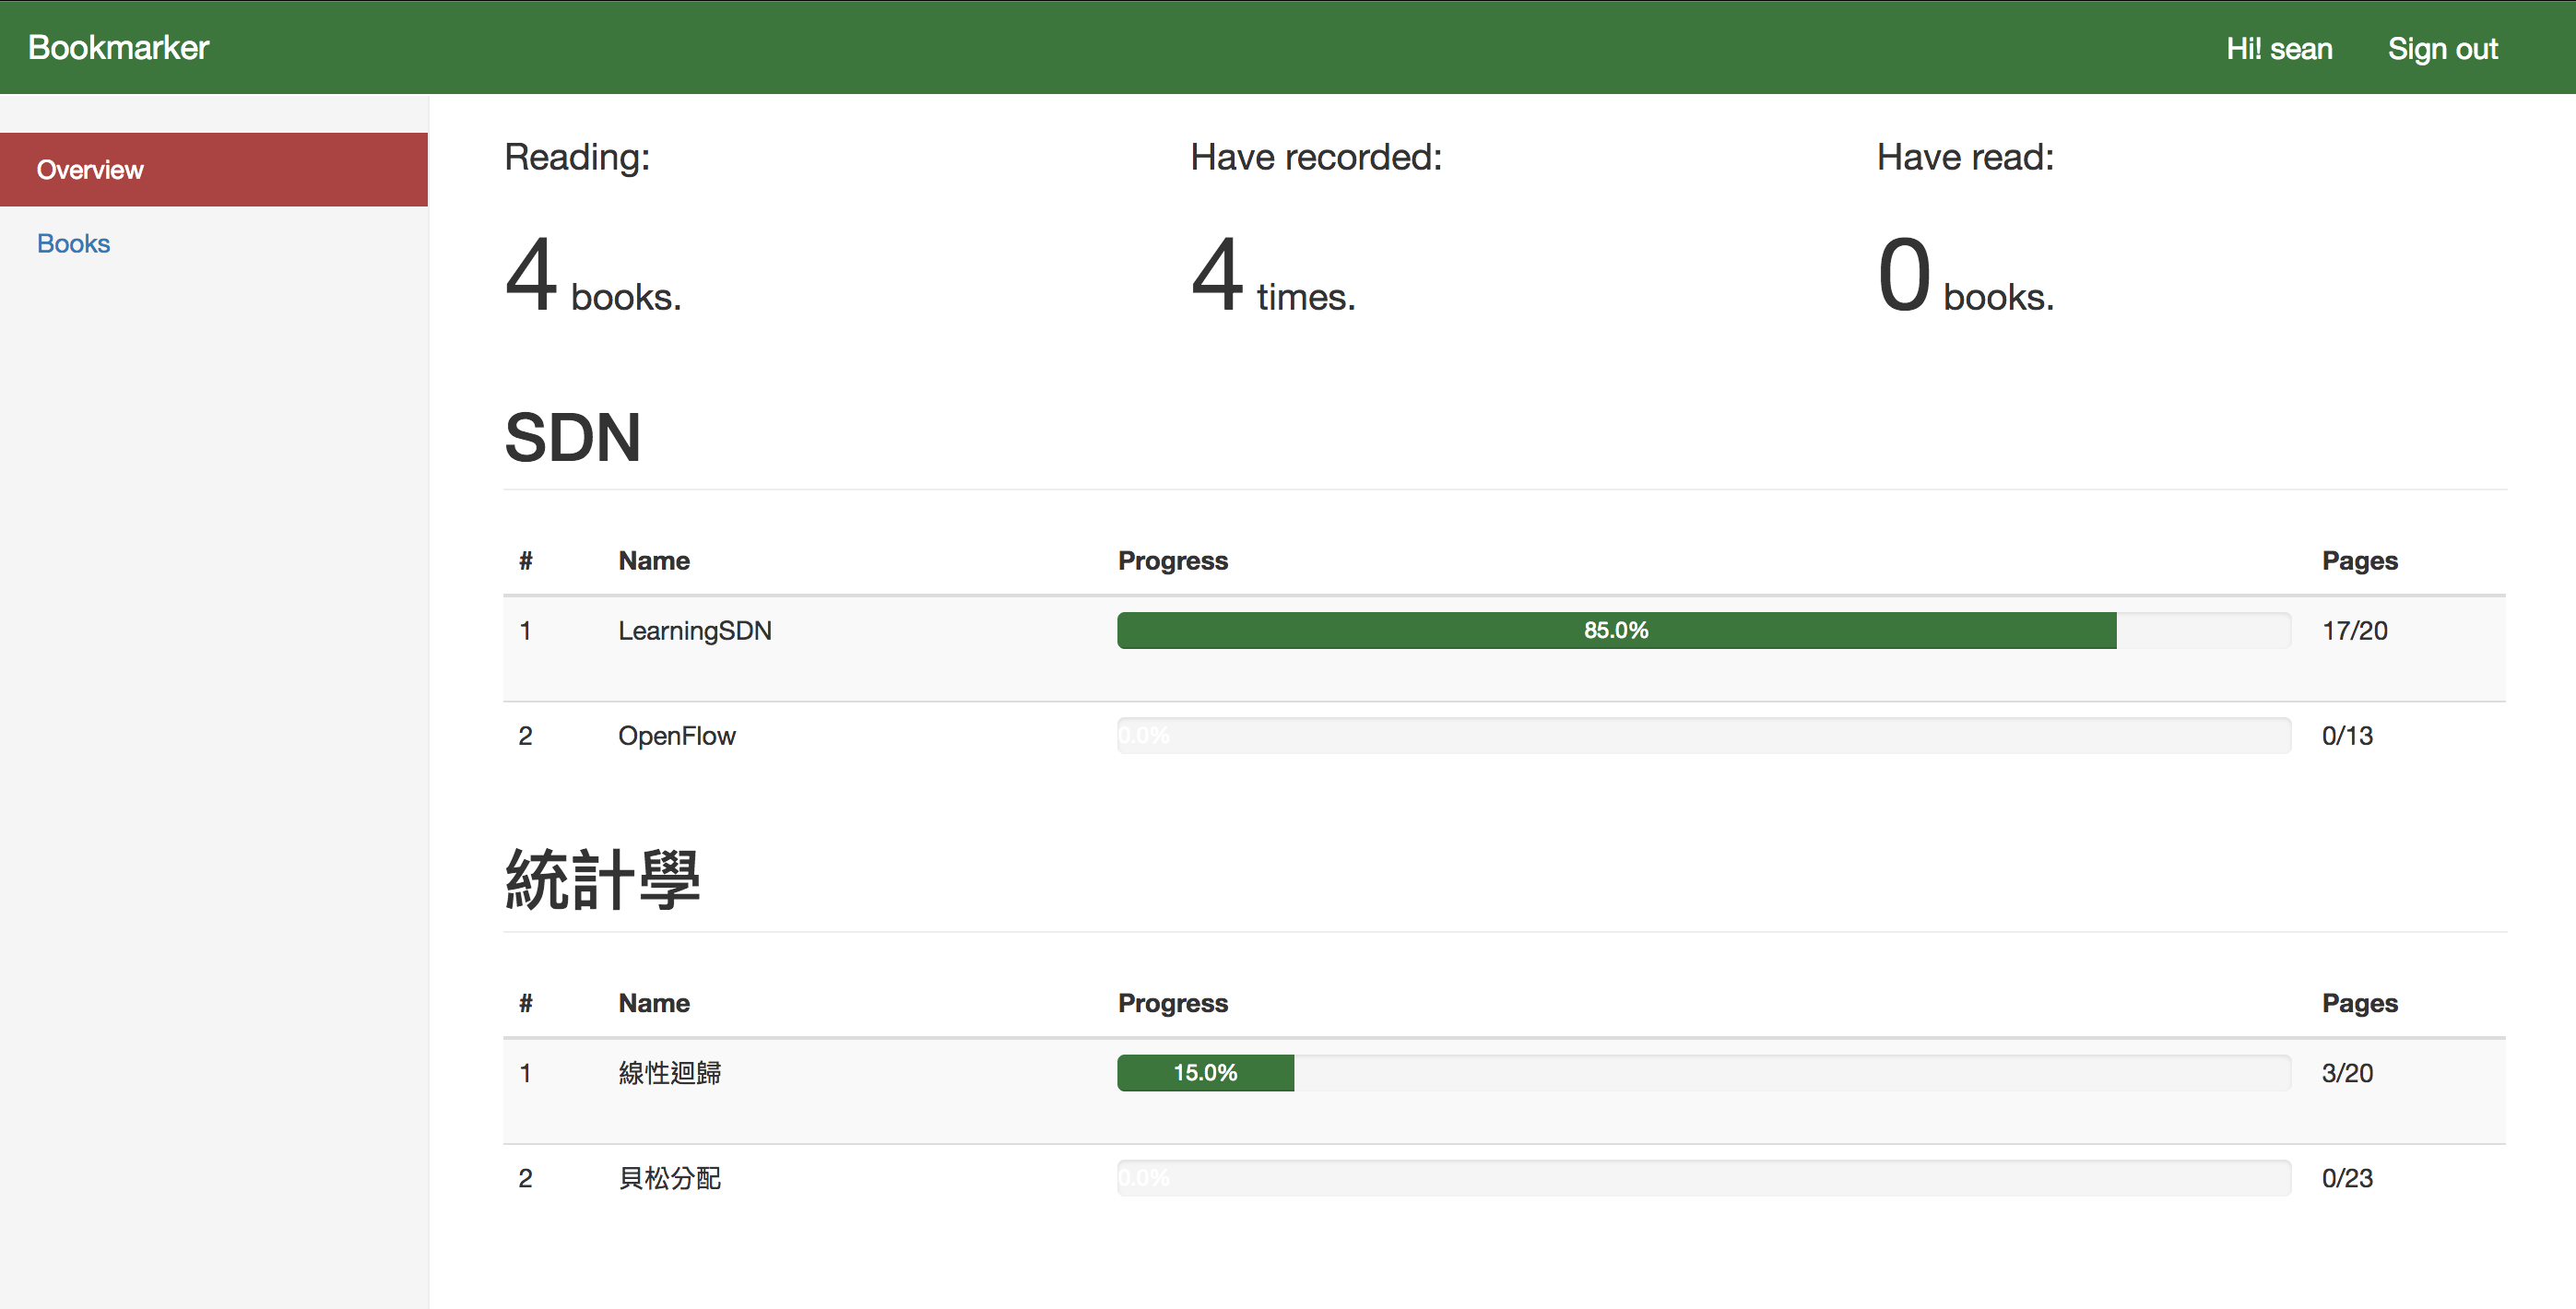 Bookmarker Hi! sean Sign out
Overview
Books
Reading: Have recorded: Have read:
4 books. 4 times. 0 books.
SDN
# Name Progress Pages
1 LearningSDN 85.0% 17/20
2 OpenFlow 0.0% 0/13
統計學
# Name Progress Pages
1 線性迴歸 15.0% 3/20
2 貝松分配 0.0% 0/23